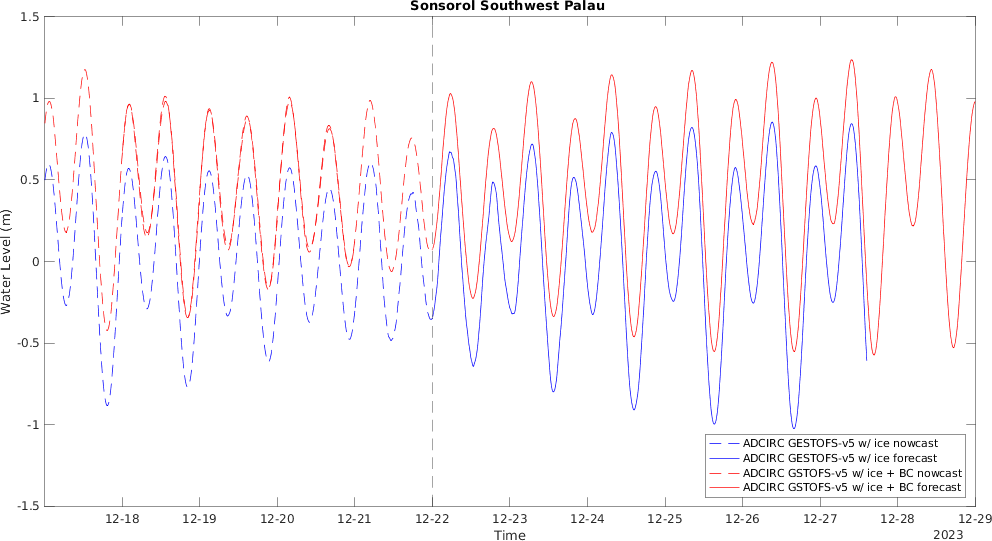 Sonsorol Southwest Palau
1.5
1
0.5
0
-0.5
-1
-1.5
Water Level (m)
12-18
12-19
12-20
12-21
12-22
12-23
12-24
12-25
12-26
12-27
12-28
12-29
Time
2023
ADCIRC GESTOFS-v5 w/ ice nowcast
ADCIRC GESTOFS-v5 w/ ice forecast
ADCIRC GSTOFS-v5 w/ ice + BC nowcast
ADCIRC GSTOFS-v5 w/ ice + BC forecast